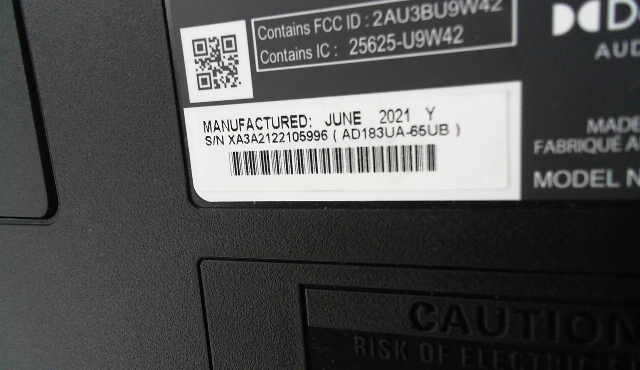 Contains FCC ID : 2AU3BU9W42
Contains IC : 25625-U9W42
MANUFACTURED: JUNE 2021 Y
S/N XA3A2122105996 ( AD183UA-65UB )
AUD
MADE
FABRIQUÉ A
MODEL N
CAUTION
RISK OF ELECTRIC